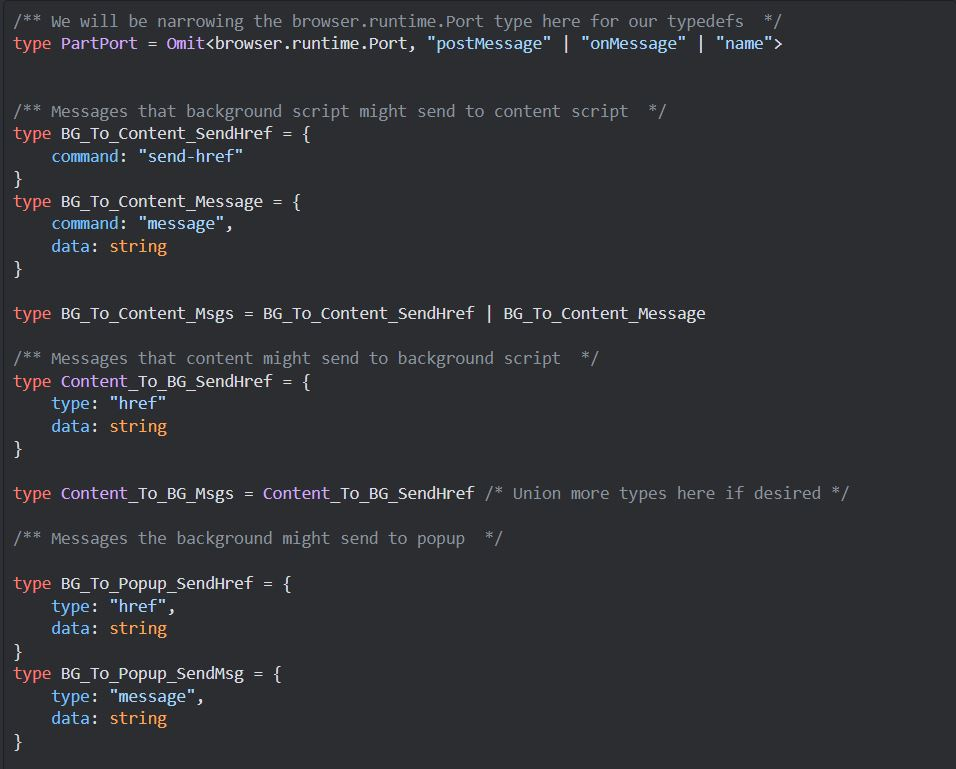 /** We will be narrowing the browser.runtime.Port type here for our typedefs  */
type PartPort = Omit<browser.runtime.Port, "postMessage" | "onMessage" | "name">
/** Messages that background script might send to content script  */
type BG_To_Content_SendHref = {
    command: "send-href"
}
type BG_To_Content_Message = {
    command: "message",
    data: string
}
type BG_To_Content_Msgs = BG_To_Content_SendHref | BG_To_Content_Message
/** Messages that content might send to background script  */
type Content_To_BG_SendHref = {
    type: "href"
    data: string
}
type Content_To_BG_Msgs = Content_To_BG_SendHref /* Union more types here if desired */
/** Messages the background might send to popup  */
type BG_To_Popup_SendHref = {
    type: "href",
    data: string
}
type BG_To_Popup_SendMsg = {
    type: "message",
    data: string
}